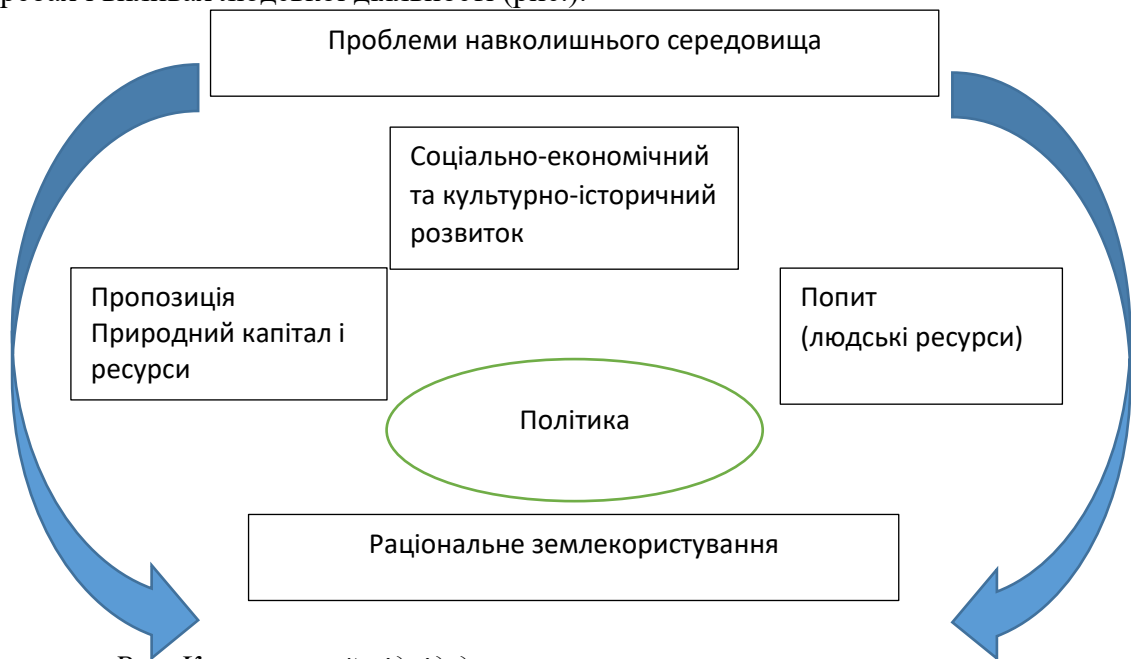 (рис.).
Проблеми навколишнього середовища
Соціально-економічний
та культурно-історичний
розвиток
Пропозиція
Природний капітал і
ресурси
Попит
(людські ресурси)
Політика
Раціональне землекористування